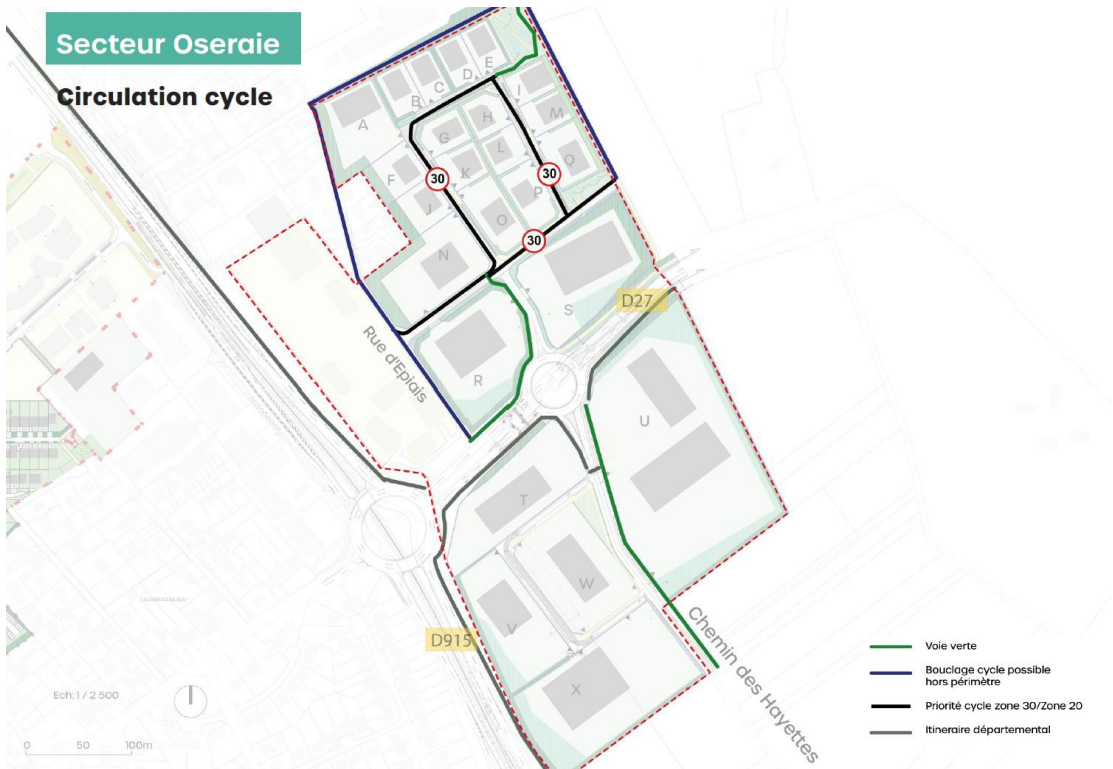 Secteur Oseraie
Circulation cycle
A
B
C
D
E
F
G
H
I
J
K
L
M
N
O
P
Q
30
30
30
R
S
D27
Rue d'Epiais
T
U
V
W
X
D915
Chemin des Hayettes
Ech: 1 / 2 500
0 50 100m
Voie verte
Bouclage cycle possible
hors périmètre
Priorité cycle zone 30/Zone 20
Itineraire départemental